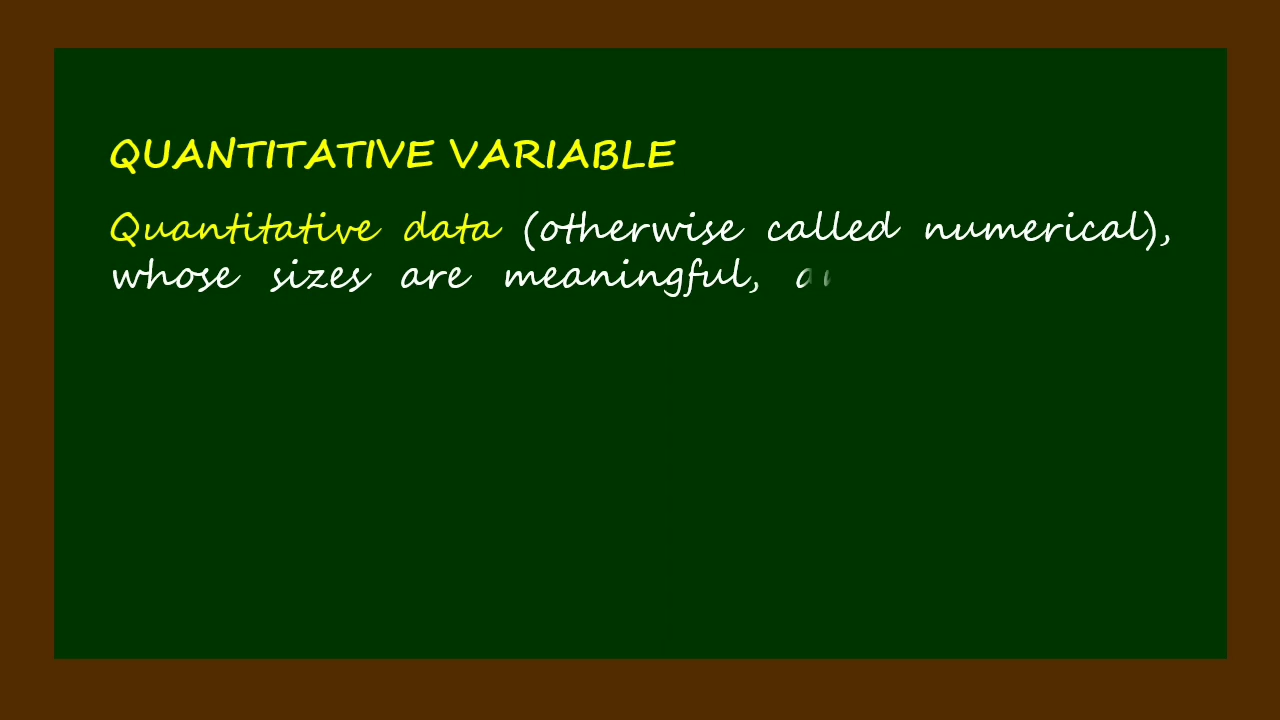 QUANTITATIVE VARIABLE
Quantitative data (otherwise called numerical),
whose sizes are meaningful,